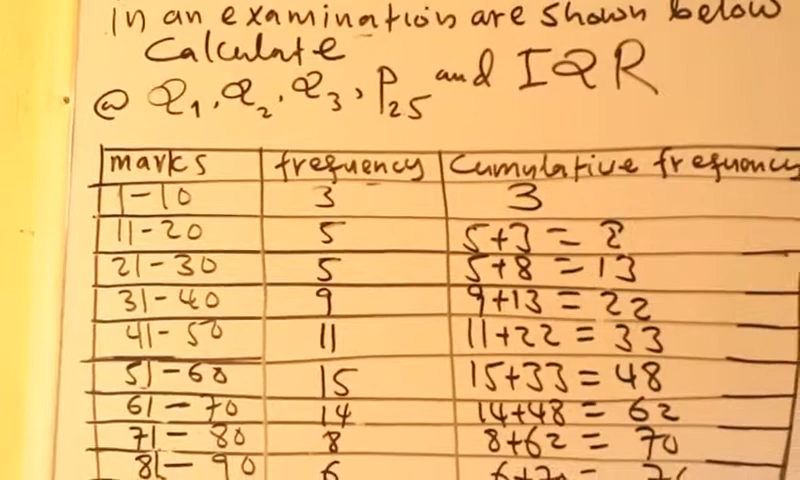 in an examination are shown below
Calculate
@ Q1, Q2, Q3, P25 and IQR
marks frequency Cumulative frequency
1-10 3 3
11-20 5 5+3 = 2
21-30 5 5+8 = 13
31-40 9 9+13 = 22
41-50 11 11+22 = 33
51-60 15 15+33 = 48
61-70 14 14+48 = 62
71-80 8 8+62 = 70
81-90 6